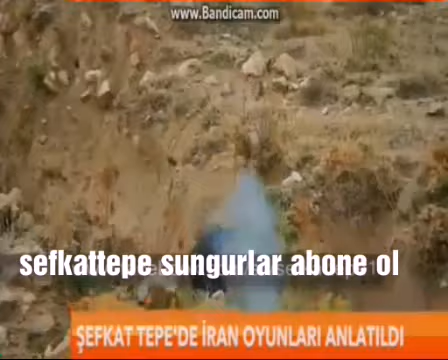 www.Bandicam.com
sefkattepe sungurlar abone ol
ŞEFKAT TEPE'DE İRAN OYUNLARI ANLATILDI